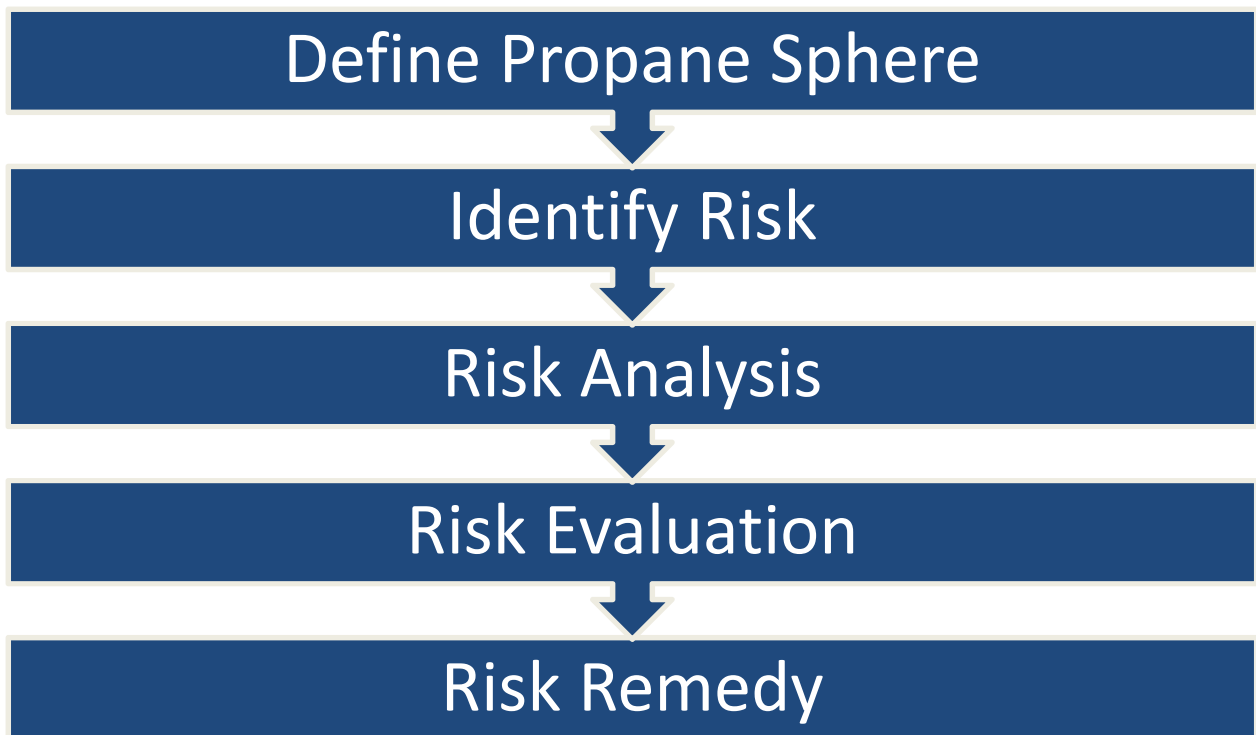 Define Propane Sphere
Identify Risk
Risk Analysis
Risk Evaluation
Risk Remedy